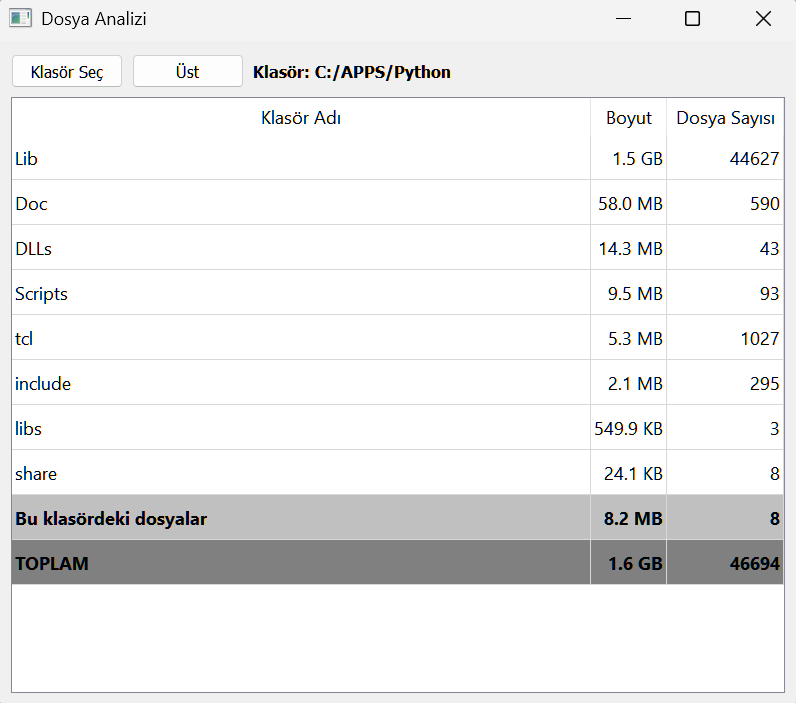 Dosya Analizi
Klasör Seç Üst Klasör: C:/APPS/Python
Klasör Adı Boyut Dosya Sayısı
Lib 1.5 GB 44627
Doc 58.0 MB 590
DLLs 14.3 MB 43
Scripts 9.5 MB 93
tcl 5.3 MB 1027
include 2.1 MB 295
libs 549.9 KB 3
share 24.1 KB 8
Bu klasördeki dosyalar 8.2 MB 8
TOPLAM 1.6 GB 46694